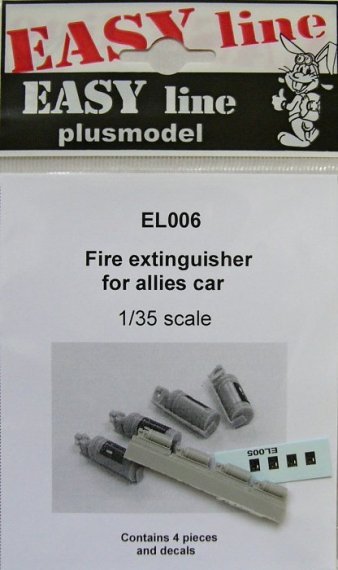 EASY line
EASY line
plusmodel
EL006
Fire extinguisher
for allies car
1/35 scale
EL005
Contains 4 pieces
and decals